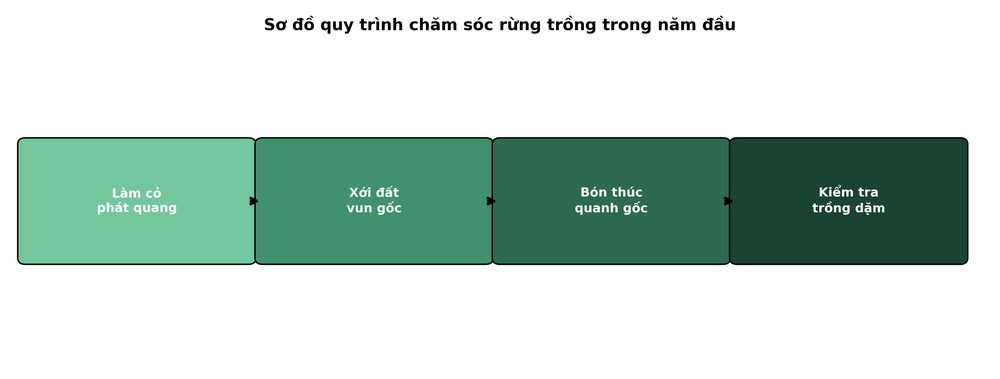 Sơ đồ quy trình chăm sóc rừng trồng trong năm đầu
Làm cỏ
phát quang
Xới đất
vun gốc
Bón thúc
quanh gốc
Kiểm tra
trồng dặm